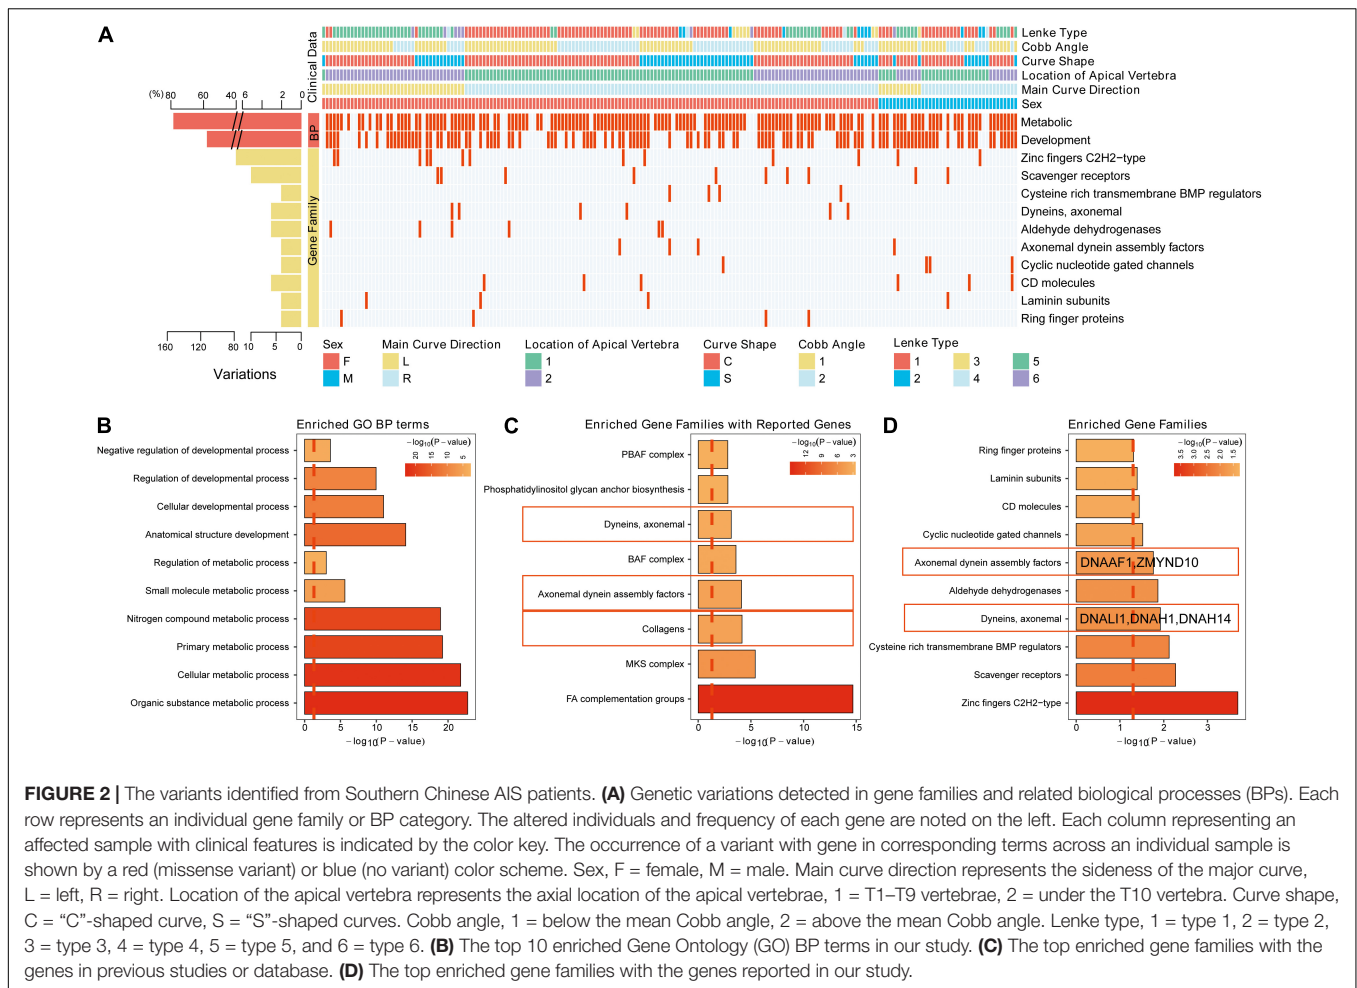 A
Clinical Data
BP
Gene Family
Lenke Type
Cobb Angle
Curve Shape
Location of Apical Vertebra
Main Curve Direction
Sex
(%) 80 60 40 6 2 0
Metabolic
Development
Zinc fingers C2H2−type
Scavenger receptors
Cysteine rich transmembrane BMP regulators
Dyneins, axonemal
Aldehyde dehydrogenases
Axonemal dynein assembly factors
Cyclic nucleotide gated channels
CD molecules
Laminin subunits
Ring finger proteins
160 120 80 10 5 0
Variations
Sex
F
M
Main Curve Direction
L
R
Location of Apical Vertebra
1
2
Curve Shape
C
S
Cobb Angle
1
2
Lenke Type
1 3 5
2 4 6
B
Enriched GO BP terms
−log10(P−value)
20 15 10 5
Negative regulation of developmental process
Regulation of developmental process
Cellular developmental process
Anatomical structure development
Regulation of metabolic process
Small molecule metabolic process
Nitrogen compound metabolic process
Primary metabolic process
Cellular metabolic process
Organic substance metabolic process
0 5 10 15 20
−log10(P−value)
C
Enriched Gene Families with Reported Genes
−log10(P−value)
12 9 6 3
PBAF complex
Phosphatidylinositol glycan anchor biosynthesis
Dyneins, axonemal
BAF complex
Axonemal dynein assembly factors
Collagens
MKS complex
FA complementation groups
0 5 10 15
−log10(P−value)
D
Enriched Gene Families
−log10(P−value)
3.5 3.0 2.5 2.0 1.5
Ring finger proteins
Laminin subunits
CD molecules
Cyclic nucleotide gated channels
Axonemal dynein assembly factors
DNAAF1,ZMYND10
Aldehyde dehydrogenases
Dyneins, axonemal
DNALI1,DNAH1,DNAH14
Cysteine rich transmembrane BMP regulators
Scavenger receptors
Zinc fingers C2H2−type
0 1 2 3
−log10(P−value)
FIGURE 2 | The variants identified from Southern Chinese AIS patients. (A) Genetic variations detected in gene families and related biological processes (BPs). Each
row represents an individual gene family or BP category. The altered individuals and frequency of each gene are noted on the left. Each column representing an
affected sample with clinical features is indicated by the color key. The occurrence of a variant with gene in corresponding terms across an individual sample is
shown by a red (missense variant) or blue (no variant) color scheme. Sex, F = female, M = male. Main curve direction represents the sideness of the major curve,
L = left, R = right. Location of the apical vertebra represents the axial location of the apical vertebrae, 1 = T1–T9 vertebrae, 2 = under the T10 vertebra. Curve shape,
C = “C”-shaped curve, S = “S”-shaped curves. Cobb angle, 1 = below the mean Cobb angle, 2 = above the mean Cobb angle. Lenke type, 1 = type 1, 2 = type 2,
3 = type 3, 4 = type 4, 5 = type 5, and 6 = type 6. (B) The top 10 enriched Gene Ontology (GO) BP terms in our study. (C) The top enriched gene families with the
genes in previous studies or database. (D) The top enriched gene families with the genes reported in our study.